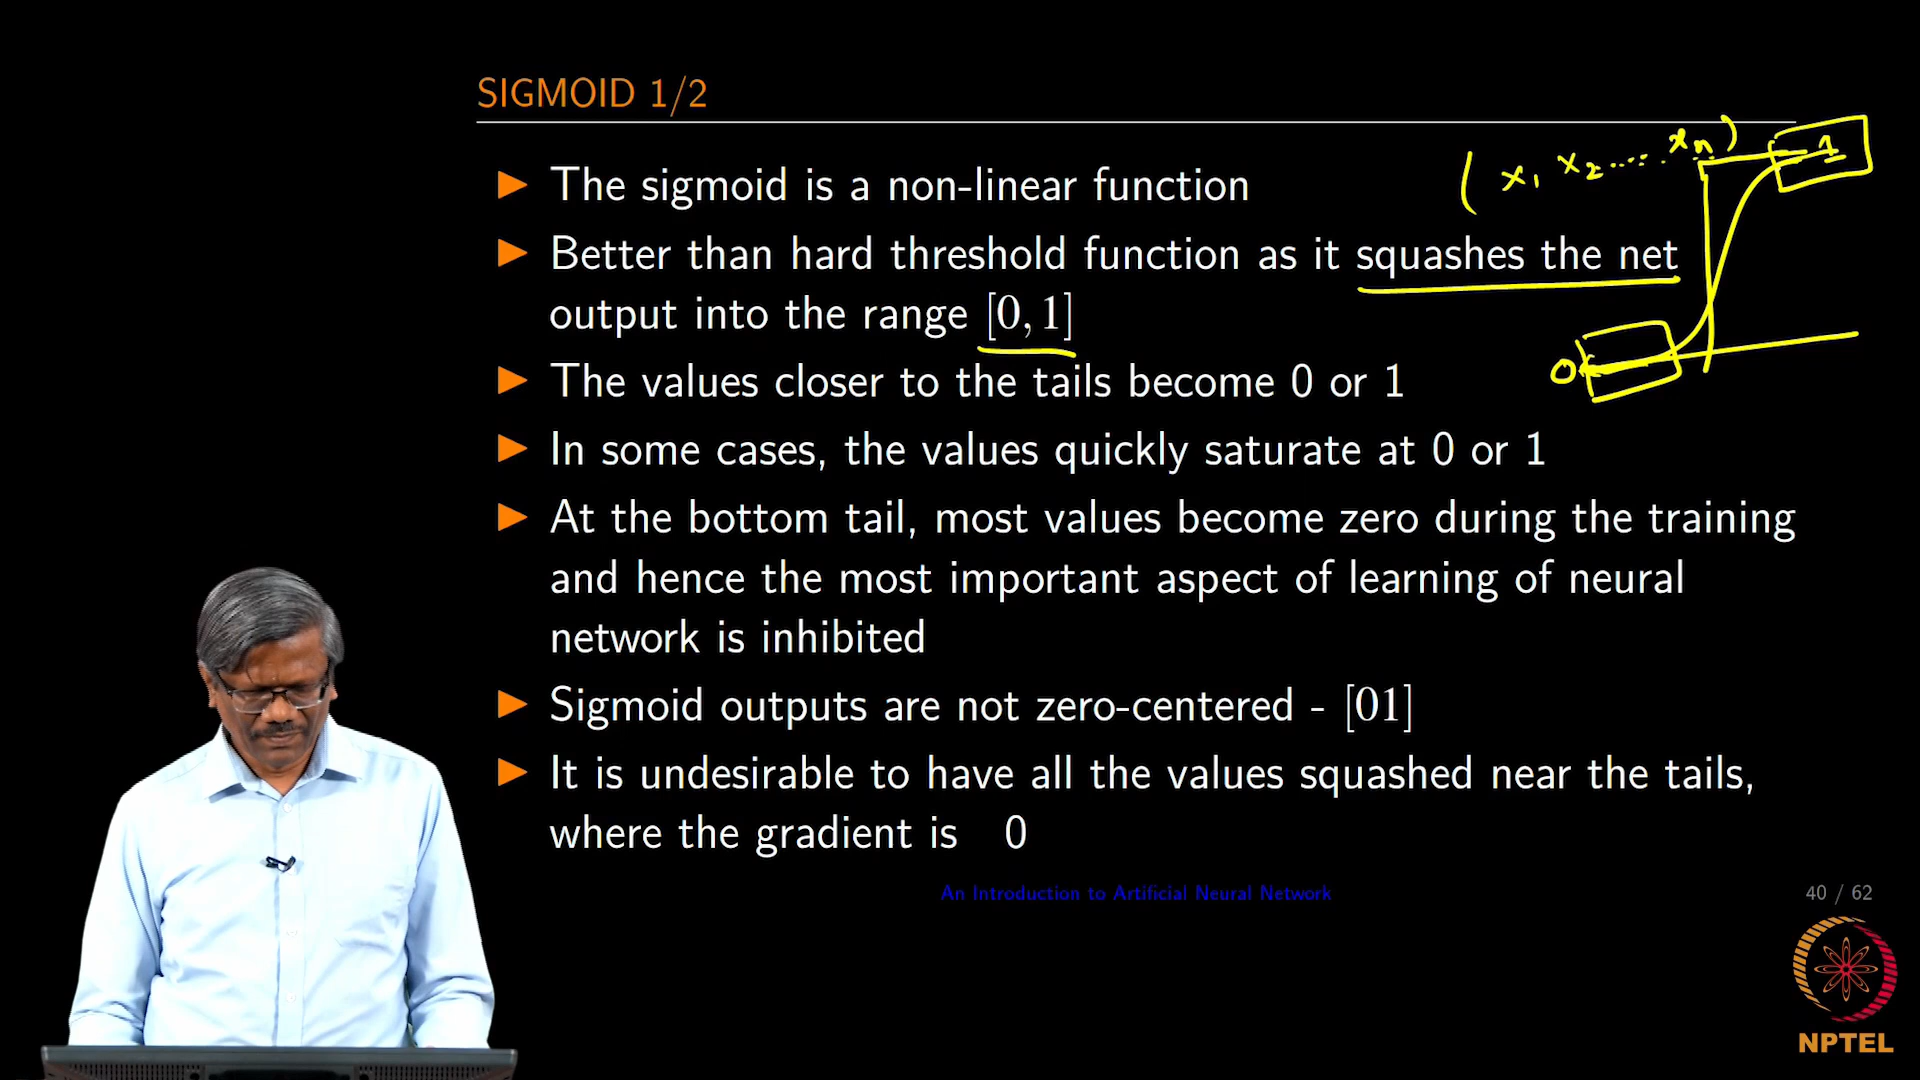 SIGMOID 1/2
( x₁ x₂ ..... xₙ )
1
The sigmoid is a non-linear function
Better than hard threshold function as it squashes the net
output into the range [0, 1]
0
The values closer to the tails become 0 or 1
In some cases, the values quickly saturate at 0 or 1
At the bottom tail, most values become zero during the training
and hence the most important aspect of learning of neural
network is inhibited
Sigmoid outputs are not zero-centered - [01]
It is undesirable to have all the values squashed near the tails,
where the gradient is 0
An Introduction to Artificial Neural Network
40 / 62
NPTEL